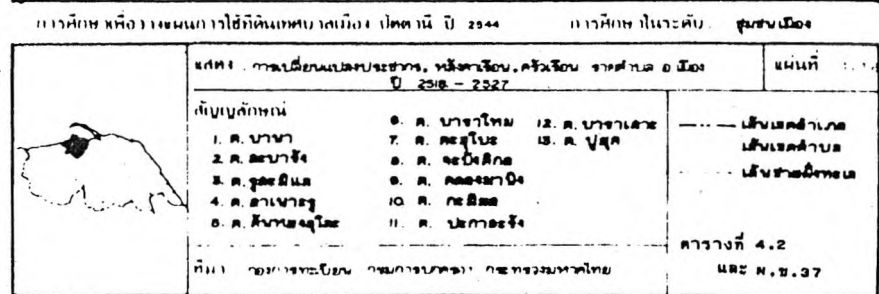 การศึกษาเพื่อวางแผนการใช้ที่ดินเทศบาลเมือง ปัตตานี ปี 2544 การศึกษาในระดับ ชุมชนเมือง
แสดง การเปลี่ยนแปลงประชากร, หลังคาเรือน, ครัวเรือน รายตำบล อ เมือง
ปี 2518 - 2527
แผ่นที่
สัญญลักษณ์
1. ต. บานา
2. ต. ตะบารัง
3. ต. รูสะมิแล
4. ต. อาเนาะรู
5. ต. ตันหยงลุโละ
6. ต. บาราโหม
7. ต. ตะลุโบะ
8. ต. จะบังติกอ
9. ต. คลองมานิง
10. ต. กะมิยอ
11. ต. ปะกาฮะรัง
12. ต. บาราเฮาะ
13. ต. ปูยุด
เส้นเขตอำเภอ
เส้นเขตตำบล
เส้นชายฝั่งทะเล
ตารางที่ 4.2
และ ผ.ข.37
ที่มา กองการทะเบียน กรมการปกครอง กระทรวงมหาดไทย